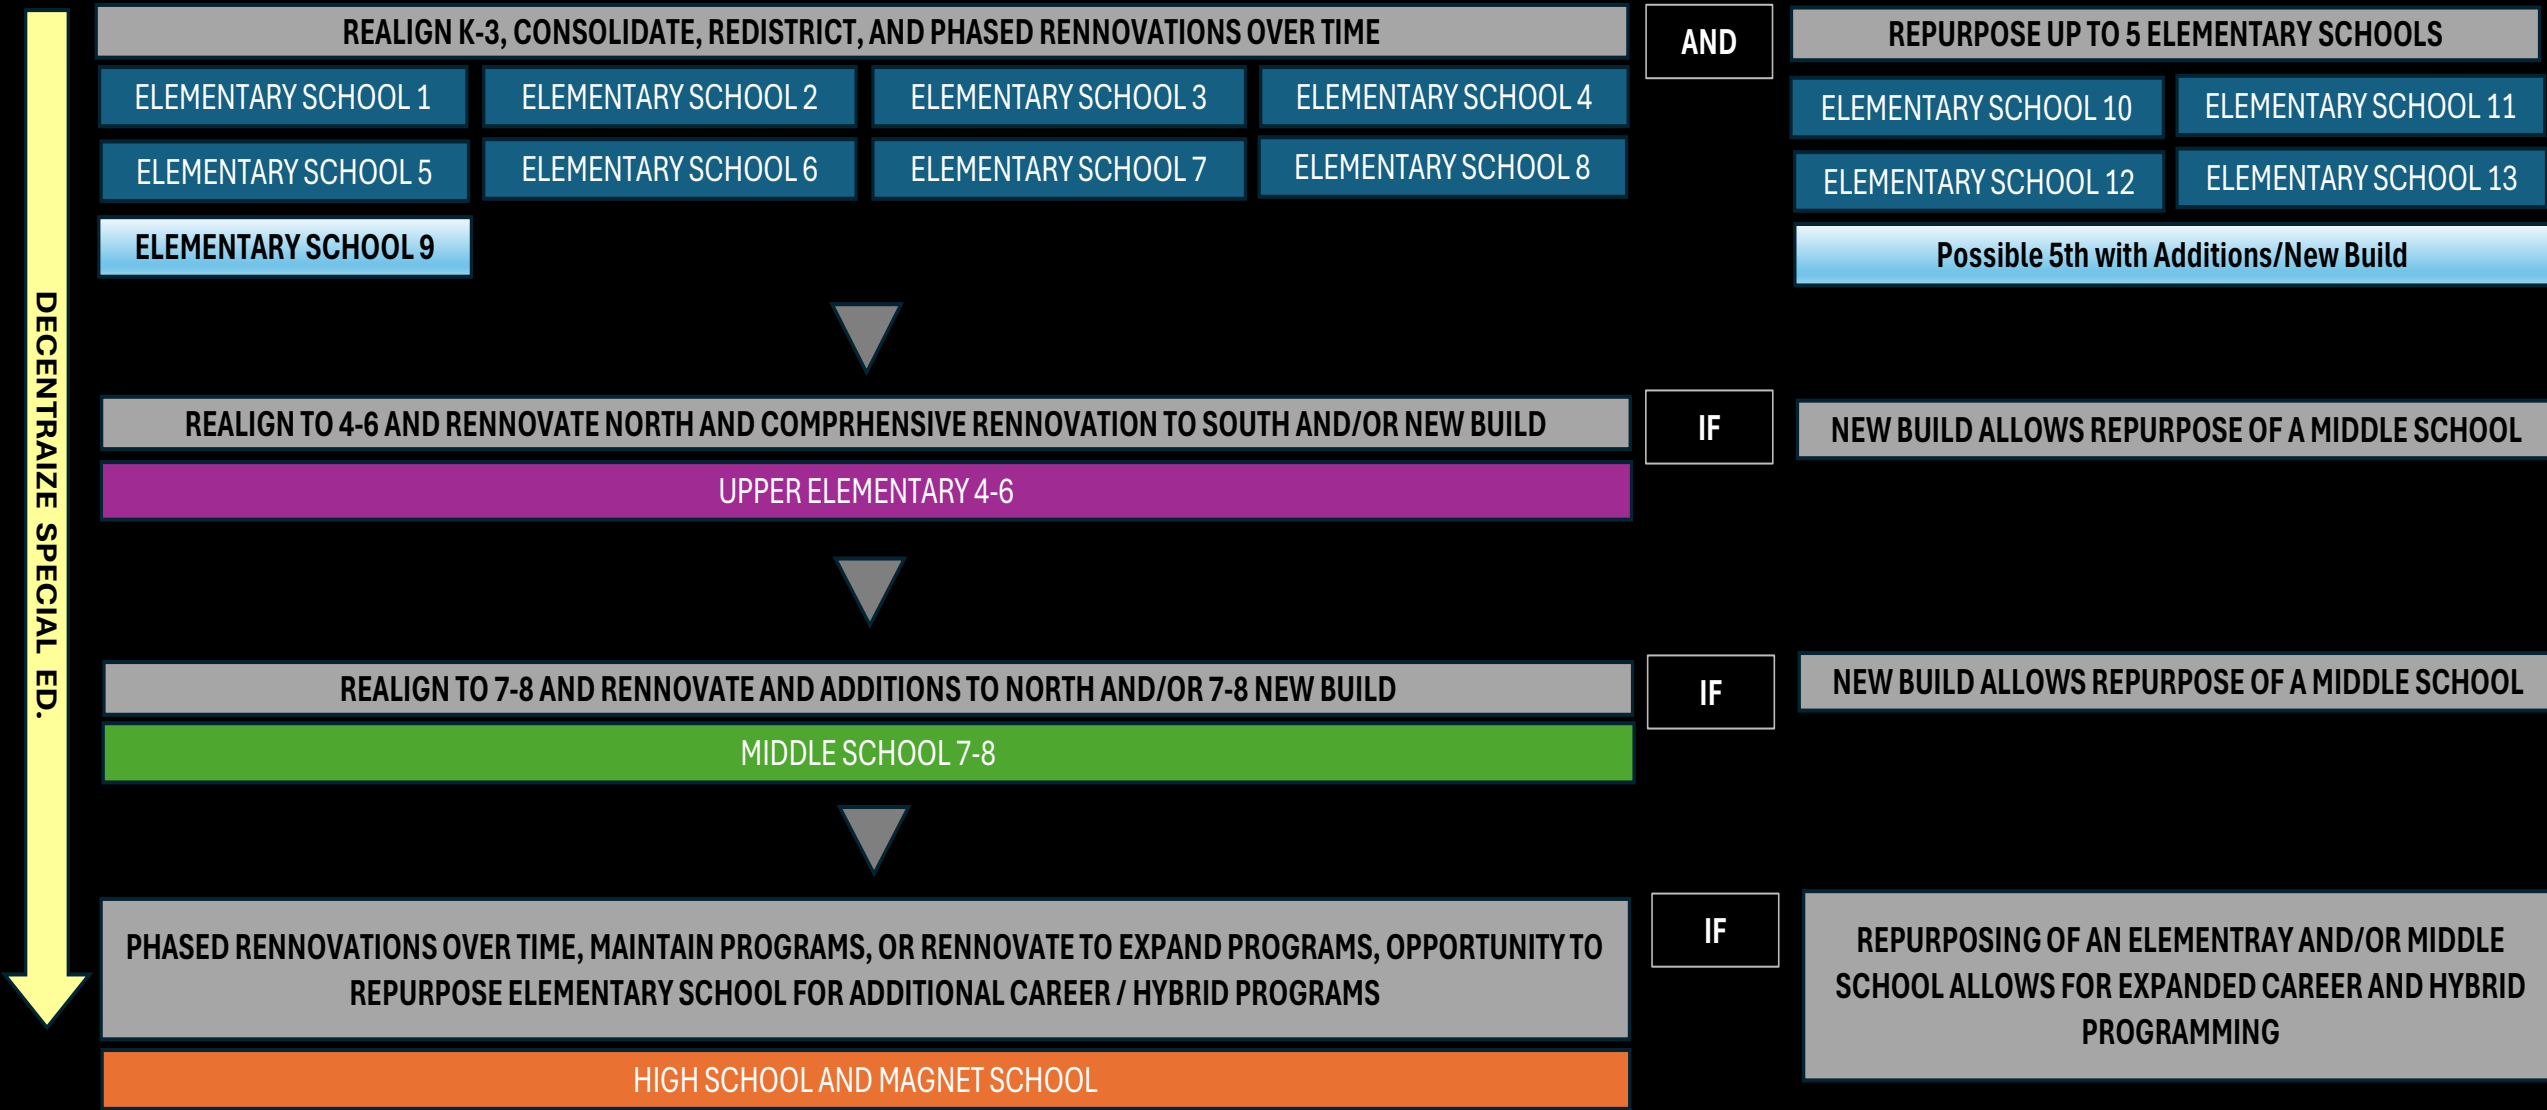 REALIGN K-3, CONSOLIDATE, REDISTRICT, AND PHASED RENNOVATIONS OVER TIME
AND
REPURPOSE UP TO 5 ELEMENTARY SCHOOLS
ELEMENTARY SCHOOL 1
ELEMENTARY SCHOOL 2
ELEMENTARY SCHOOL 3
ELEMENTARY SCHOOL 4
ELEMENTARY SCHOOL 5
ELEMENTARY SCHOOL 6
ELEMENTARY SCHOOL 7
ELEMENTARY SCHOOL 8
ELEMENTARY SCHOOL 9
ELEMENTARY SCHOOL 10
ELEMENTARY SCHOOL 11
ELEMENTARY SCHOOL 12
ELEMENTARY SCHOOL 13
Possible 5th with Additions/New Build
DECENTRAIZE SPECIAL ED.
REALIGN TO 4-6 AND RENNOVATE NORTH AND COMPRHENSIVE RENNOVATION TO SOUTH AND/OR NEW BUILD
IF
NEW BUILD ALLOWS REPURPOSE OF A MIDDLE SCHOOL
UPPER ELEMENTARY 4-6
REALIGN TO 7-8 AND RENNOVATE AND ADDITIONS TO NORTH AND/OR 7-8 NEW BUILD
IF
NEW BUILD ALLOWS REPURPOSE OF A MIDDLE SCHOOL
MIDDLE SCHOOL 7-8
PHASED RENNOVATIONS OVER TIME, MAINTAIN PROGRAMS, OR RENNOVATE TO EXPAND PROGRAMS, OPPORTUNITY TO
REPURPOSE ELEMENTARY SCHOOL FOR ADDITIONAL CAREER / HYBRID PROGRAMS
IF
REPURPOSING OF AN ELEMENTRAY AND/OR MIDDLE
SCHOOL ALLOWS FOR EXPANDED CAREER AND HYBRID
PROGRAMMING
HIGH SCHOOL AND MAGNET SCHOOL